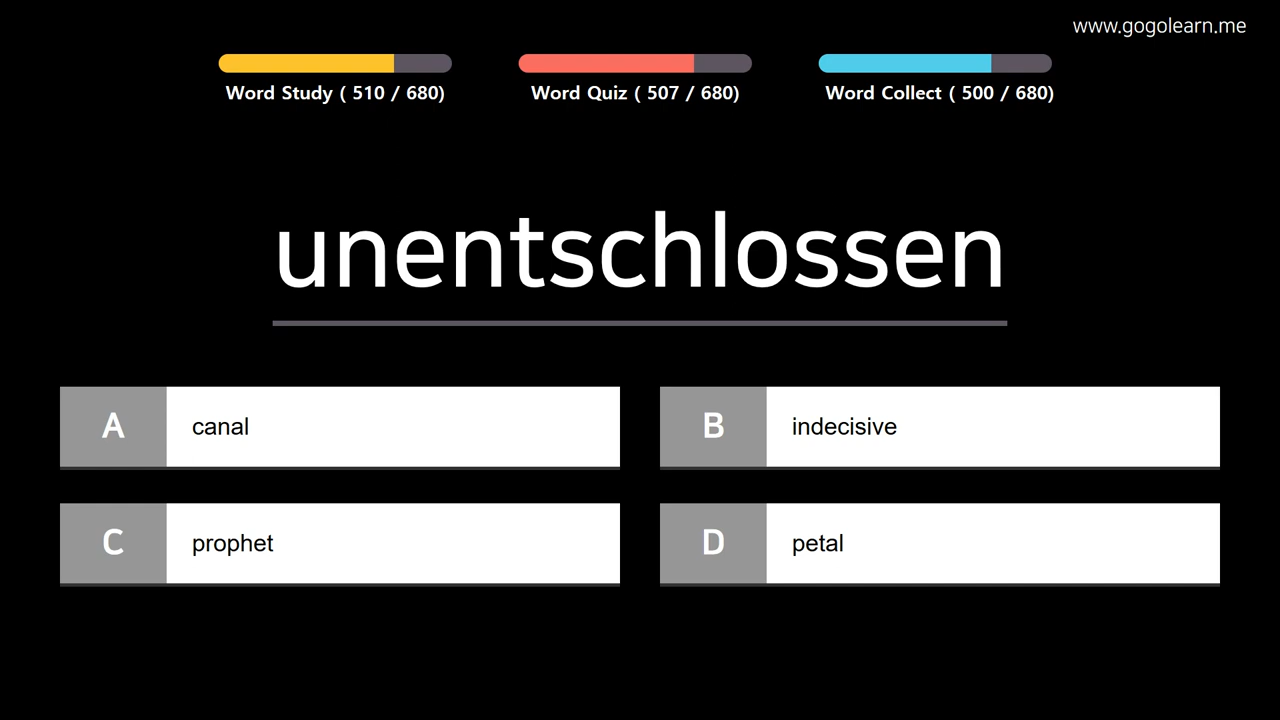 www.gogolearn.me
Word Study ( 510 / 680)
Word Quiz ( 507 / 680)
Word Collect ( 500 / 680)
unentschlossen
A canal
B indecisive
C prophet
D petal